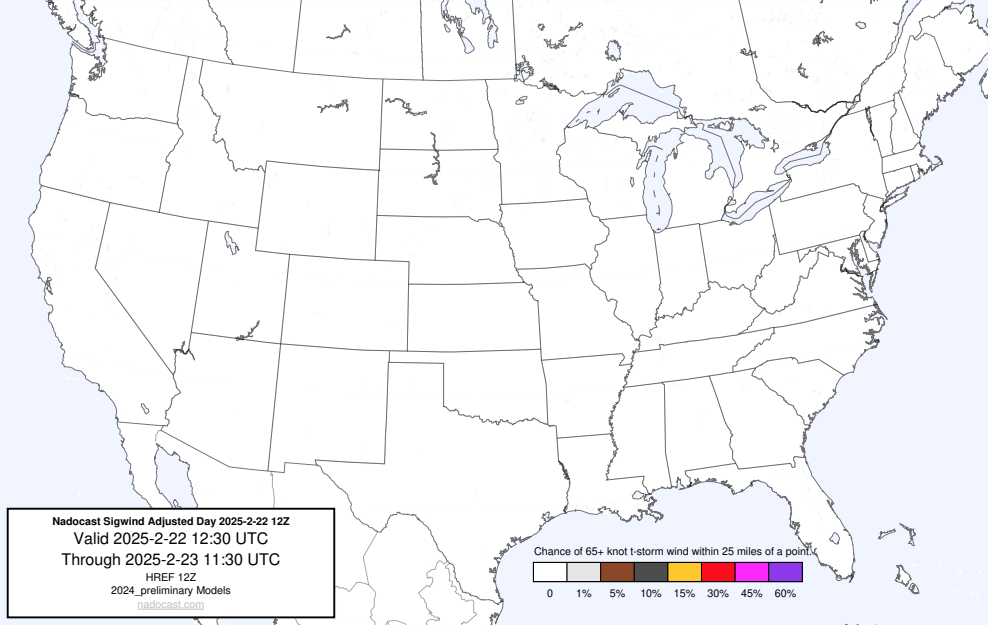 Nadocast Sigwind Adjusted Day 2025-2-22 12Z
Valid 2025-2-22 12:30 UTC
Through 2025-2-23 11:30 UTC
HREF 12Z
2024_preliminary Models
nadocast.com
Chance of 65+ knot t-storm wind within 25 miles of a point.
0 1% 5% 10% 15% 30% 45% 60%